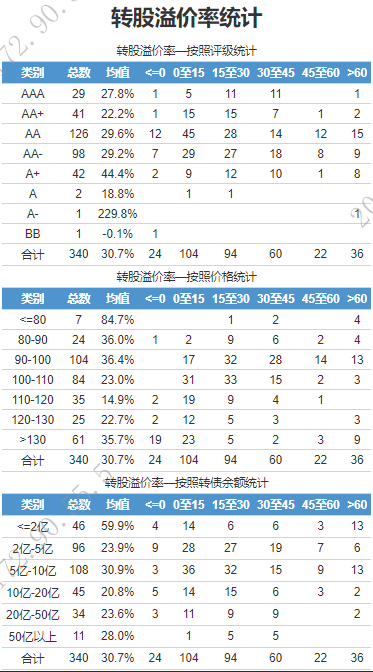 转股溢价率统计
转股溢价率—按照评级统计
类别 总数 均值 <=0 0至15 15至30 30至45 45至60 >60
AAA 29 27.8% 1 5 11 11 1
AA+ 41 22.2% 1 15 15 7 1 2
AA 126 29.6% 12 45 28 14 12 15
AA- 98 29.2% 7 29 27 18 8 9
A+ 42 44.4% 2 9 12 10 1 8
A 2 18.8% 1 1
A- 1 229.8% 1
BB 1 -0.1% 1
合计 340 30.7% 24 104 94 60 22 36
转股溢价率—按照价格统计
类别 总数 均值 <=0 0至15 15至30 30至45 45至60 >60
<=80 7 84.7% 1 2 4
80-90 24 36.0% 1 2 9 6 2 4
90-100 104 36.4% 17 32 28 14 13
100-110 84 23.0% 31 33 15 2 3
110-120 35 14.9% 2 19 9 4 1
120-130 25 22.7% 2 12 5 3 3
>130 61 35.7% 19 23 5 2 3 9
合计 340 30.7% 24 104 94 60 22 36
转股溢价率—按照转债余额统计
类别 总数 均值 <=0 0至15 15至30 30至45 45至60 >60
<=2亿 46 59.9% 4 14 6 6 3 13
2亿-5亿 96 23.9% 9 28 27 19 7 6
5亿-10亿 108 30.9% 3 36 32 15 9 13
10亿-20亿 45 20.8% 5 14 15 6 3 2
20亿-50亿 34 23.6% 3 11 9 9 2
50亿以上 11 28.0% 1 5 5
合计 340 30.7% 24 104 94 60 22 36